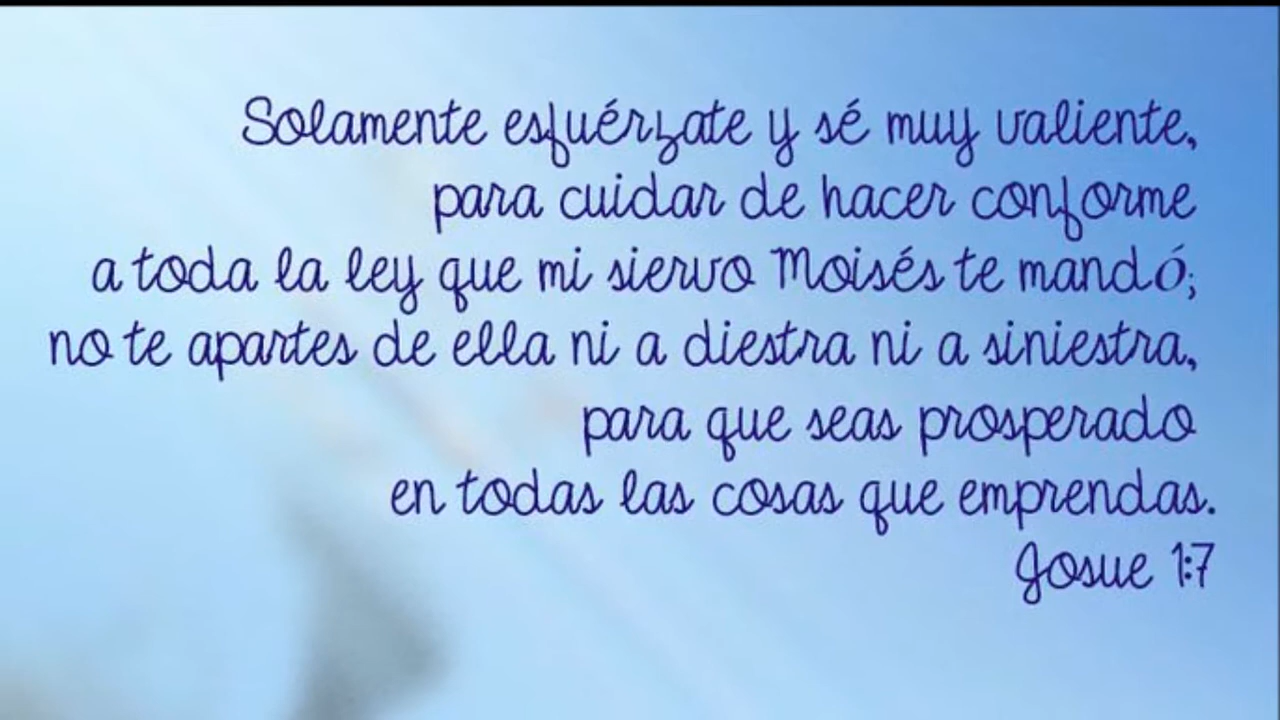 Solamente esfuérzate y sé muy valiente,
para cuidar de hacer conforme
a toda la ley que mi siervo Moisés te mandó;
no te apartes de ella ni a diestra ni a siniestra,
para que seas prosperado
en todas las cosas que emprendas.
Josue 1:7